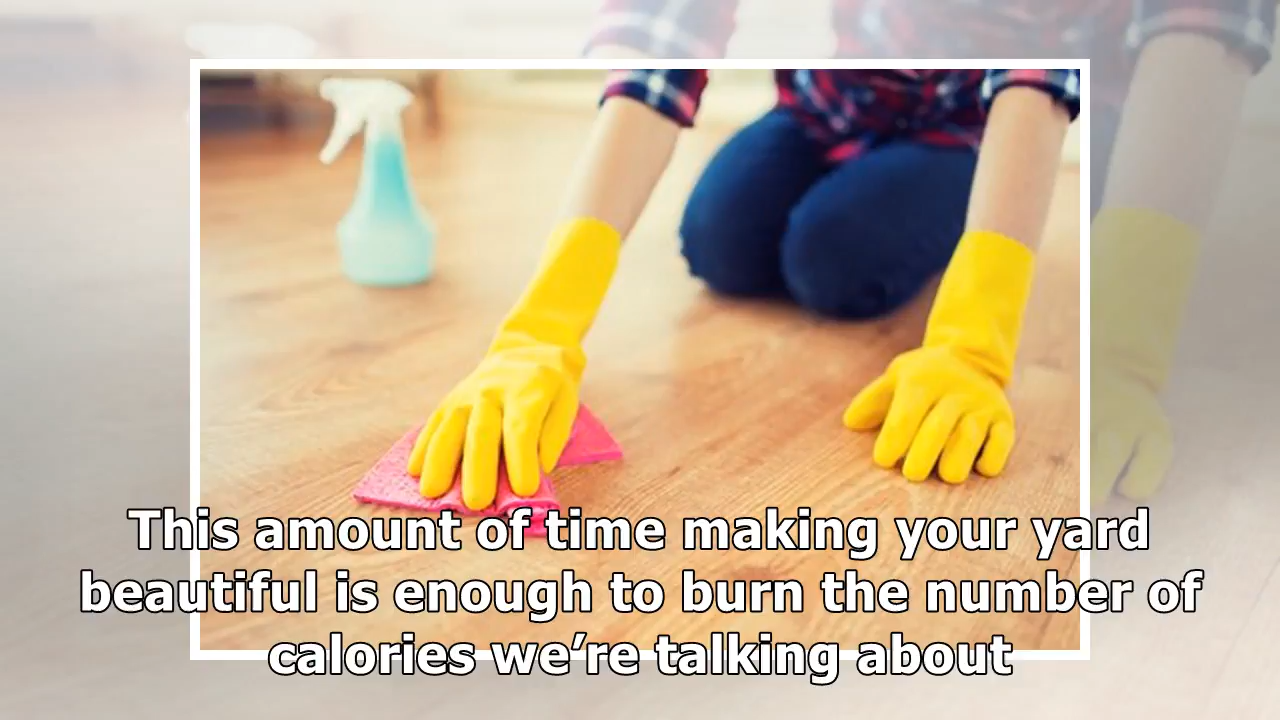 This amount of time making your yard
beautiful is enough to burn the number of
calories we’re talking about